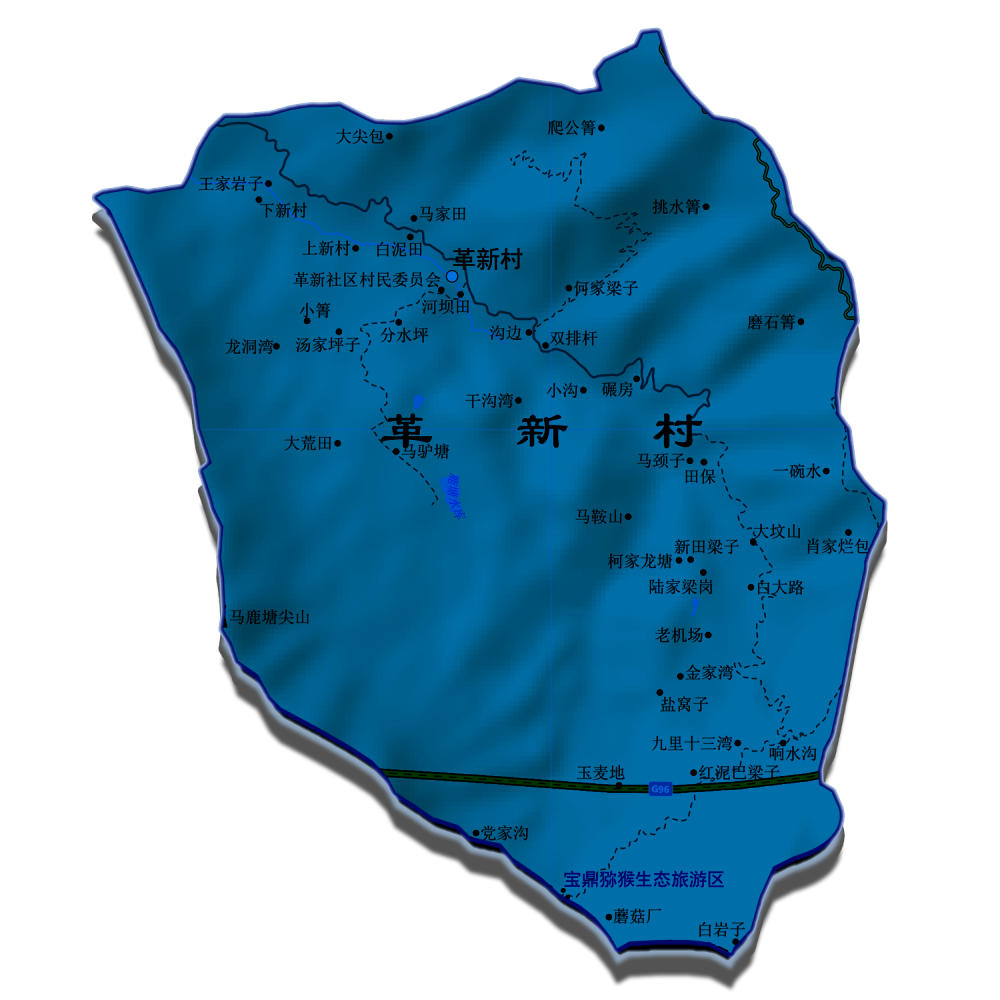 大尖包
爬公箐
王家岩子
下新村
挑水箐
马家田
上新村
白泥田
革新村
革新社区村民委员会
何家梁子
河坝田
小箐
磨石箐
分水坪
沟边
双排杆
龙洞湾
汤家坪子
小沟
碾房
干沟湾
革新村
大荒田
马驴塘
马颈子
田保
一碗水
马鞍山
大坟山
新田梁子
肖家烂包
柯家龙塘
陆家梁岗
白大路
马鹿塘尖山
老机场
金家湾
盐窝子
九里十三湾
响水沟
玉麦地
红泥巴梁子
G96
党家沟
宝鼎猕猴生态旅游区
蘑菇厂
白岩子